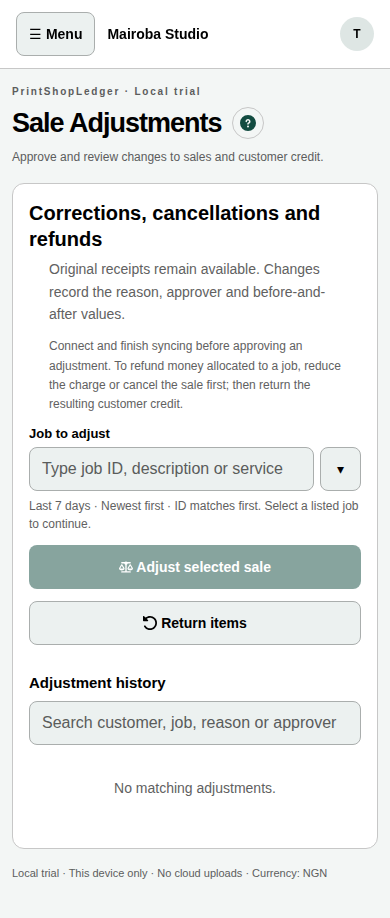 ☰ Menu
Mairoba Studio
T
PrintShopLedger · Local trial
Sale Adjustments
?
Approve and review changes to sales and customer credit.
Corrections, cancellations and
refunds
Original receipts remain available. Changes
record the reason, approver and before-and-
after values.
Connect and finish syncing before approving an
adjustment. To refund money allocated to a job, reduce
the charge or cancel the sale first; then return the
resulting customer credit.
Job to adjust
Type job ID, description or service
▼
Last 7 days · Newest first · ID matches first. Select a listed job
to continue.
Adjust selected sale
Return items
Adjustment history
Search customer, job, reason or approver
No matching adjustments.
Local trial · This device only · No cloud uploads · Currency: NGN